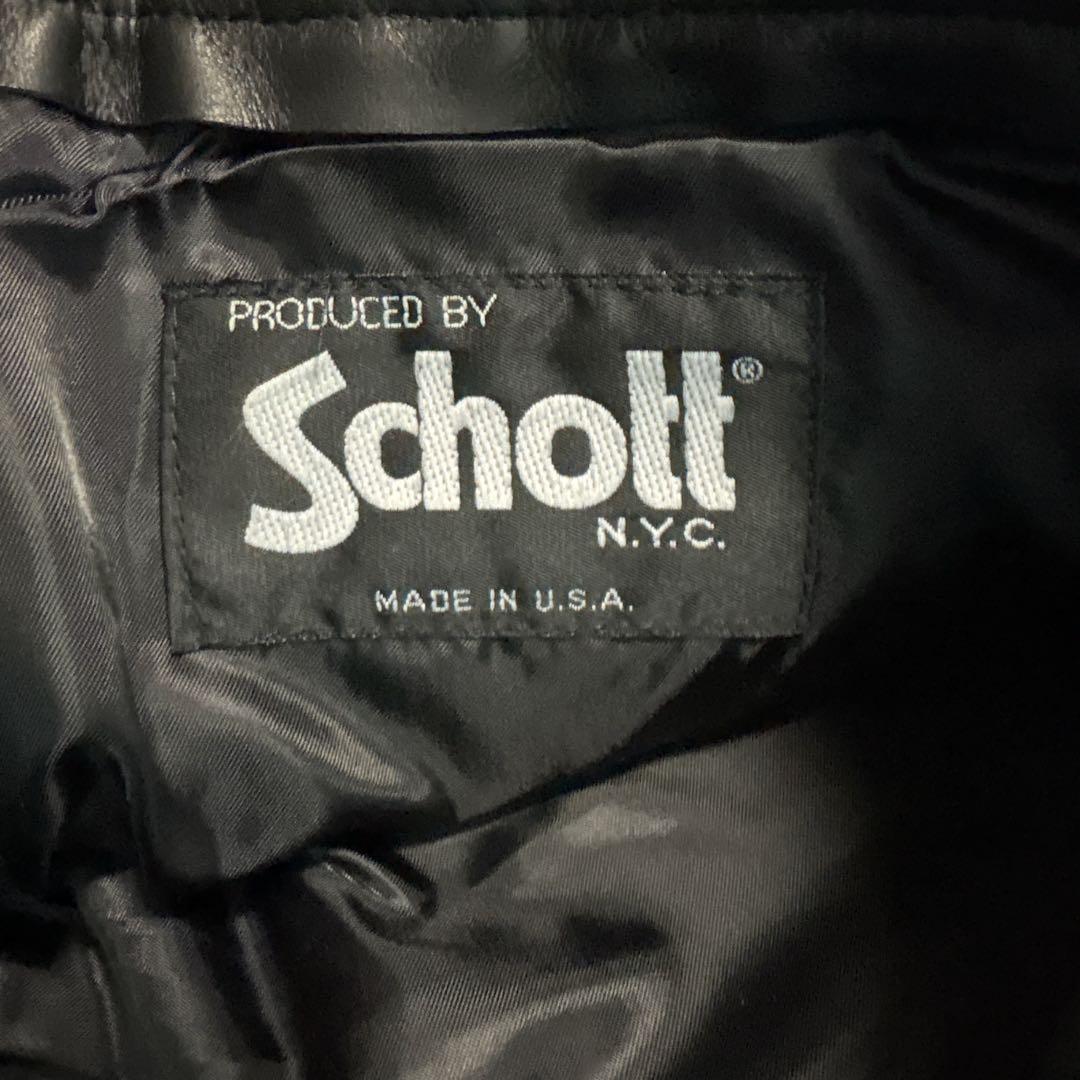 PRODUCED BY
Schott®
N.Y.C.
MADE IN U.S.A.